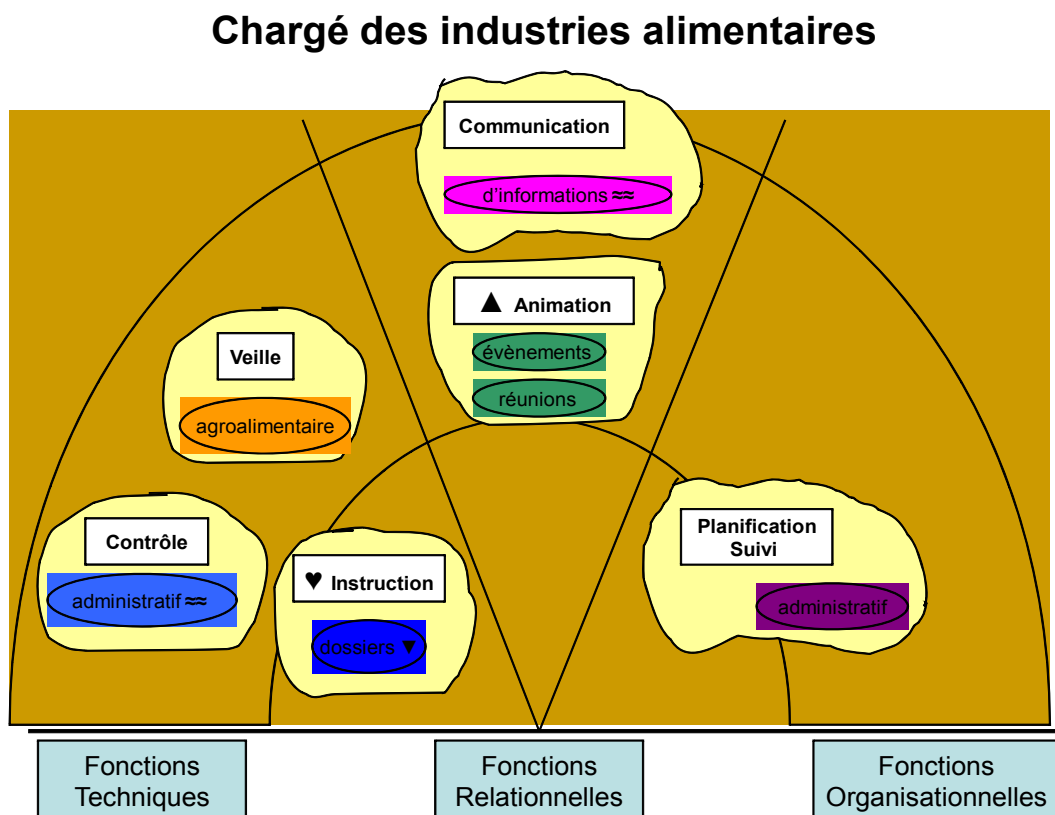 Chargé des industries alimentaires
Communication
d'informations ≈≈
▲ Animation
évènements
réunions
Veille
agroalimentaire
Contrôle
administratif ≈≈
♥ Instruction
dossiers ▼
Planification
Suivi
administratif
Fonctions
Techniques
Fonctions
Relationnelles
Fonctions
Organisationnelles